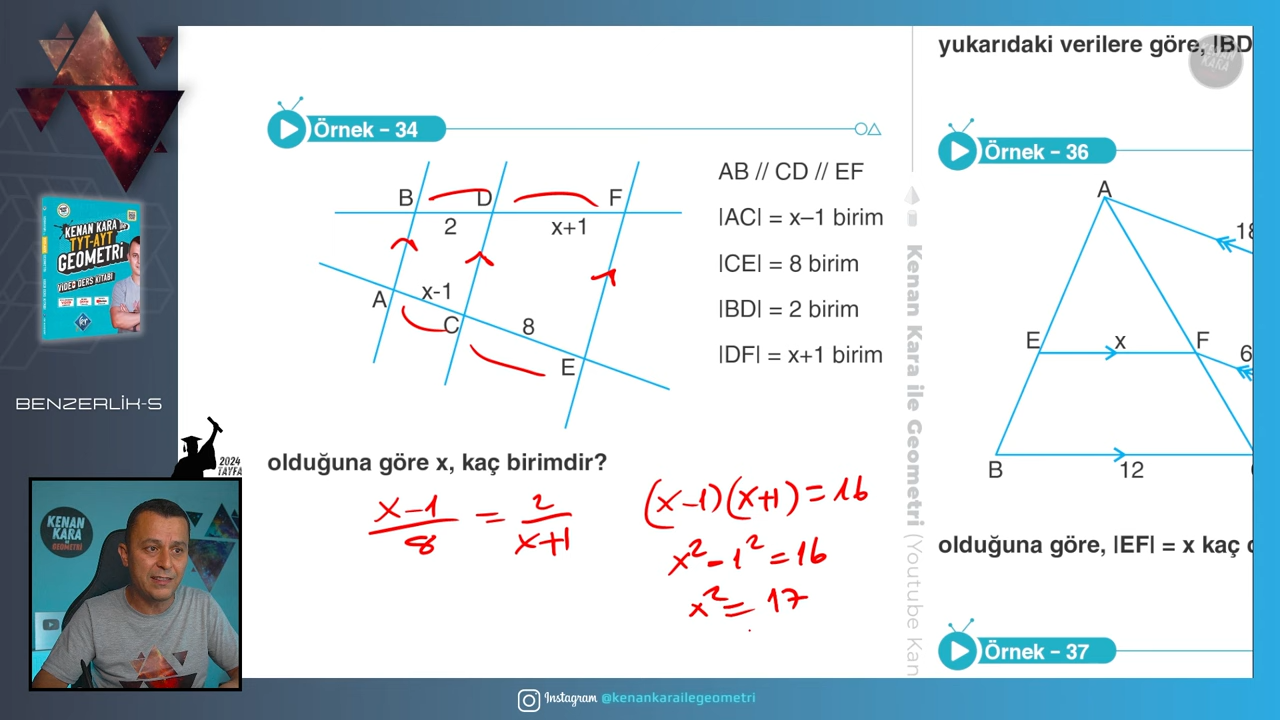 yukarıdaki verilere göre, |BD
KENAN KARA
Örnek – 34
AB // CD // EF
|AC| = x–1 birim
|CE| = 8 birim
|BD| = 2 birim
|DF| = x+1 birim
B
D
F
2
x+1
A
x-1
C
8
E
olduğuna göre x, kaç birimdir?
x-1/8 = 2/x+1
(x-1)(x+1)=16
x²-1²=16
x²=17
Kenan Kara ile Geometri (Youtube Kan
Örnek – 36
A
18
E
x
F
6
B
12
olduğuna göre, |EF| = x kaç
Örnek – 37
KENAN KARA
TYT-AYT
GEOMETRİ
VİDEO DERS KİTABI
BENZERLİK-S
2024
TAYFA
KENAN
KARA
GEOMETRİ
Instagram @kenankarailegeometri